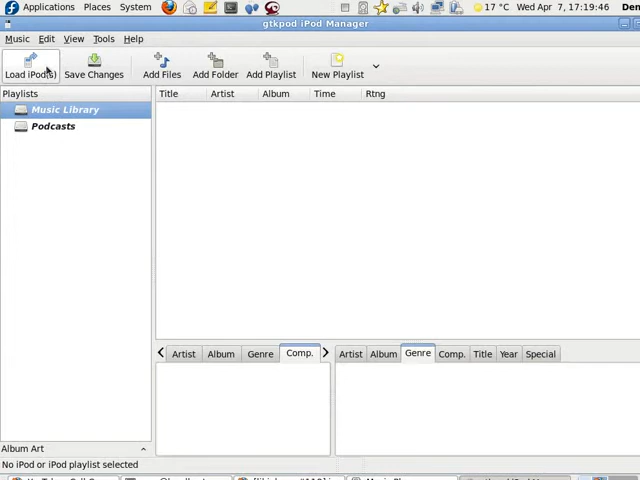 Applications Places System 17 °C Wed Apr 7, 17:19:46
gtkpod iPod Manager
Music Edit View Tools Help
Load iPod(s) Save Changes Add Files Add Folder Add Playlist New Playlist
Playlists Title Artist Album Time Rtng
Music Library
Podcasts
Artist Album Genre Comp. Artist Album Genre Comp. Title Year Special
Album Art
No iPod or iPod playlist selected